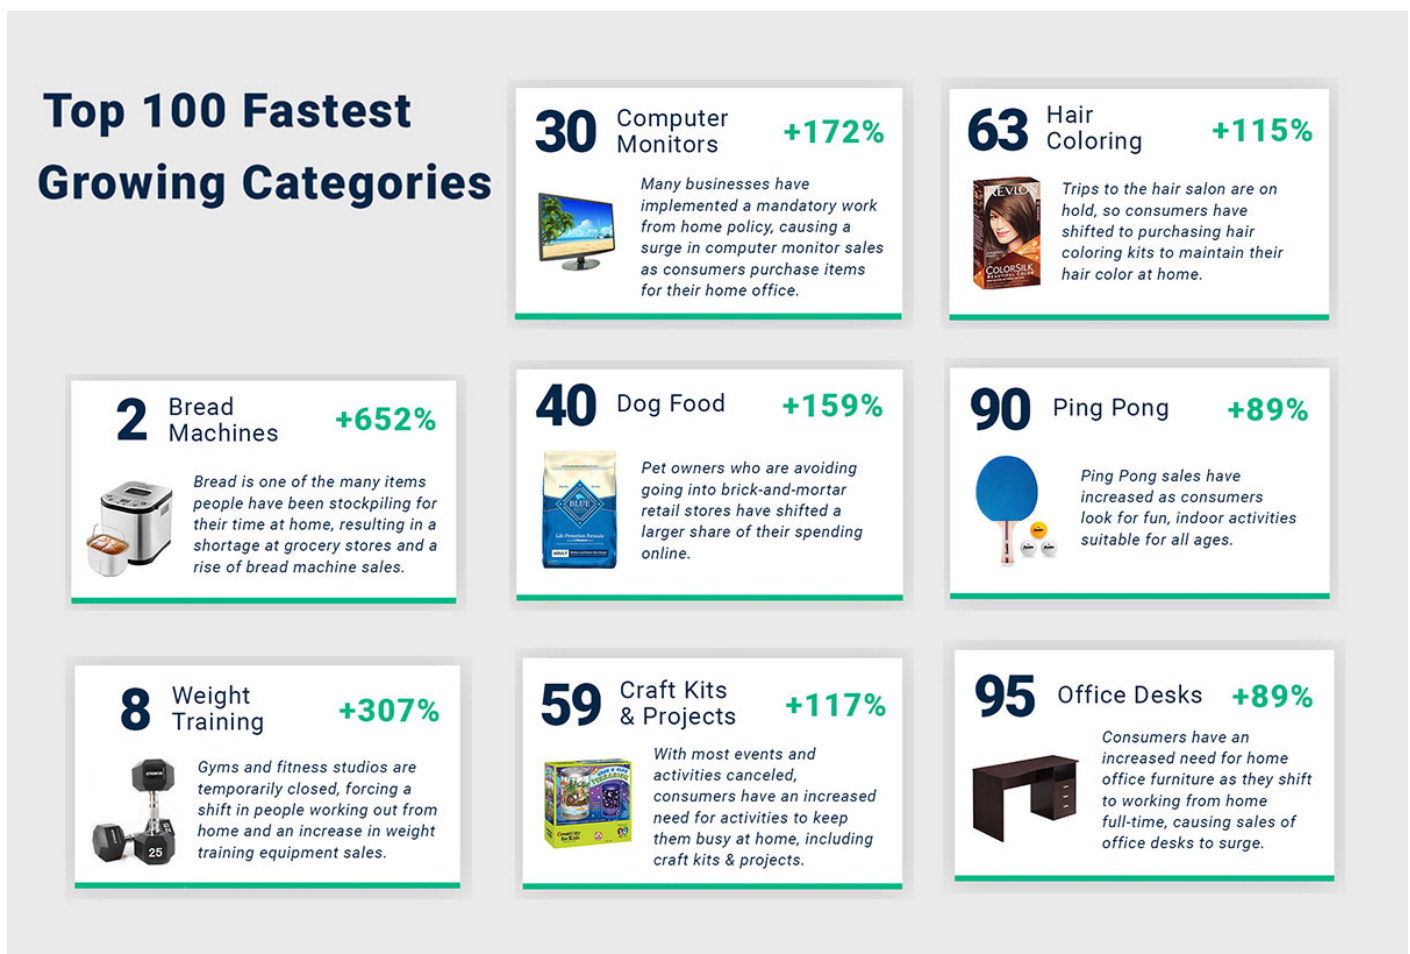 Top 100 Fastest
Growing Categories
30
Computer
Monitors
+172%
Many businesses have
implemented a mandatory work
from home policy, causing a
surge in computer monitor sales
as consumers purchase items
for their home office.
63
Hair
Coloring
+115%
REVLON
COLORSILK
BEAUTIFUL COLOR
Trips to the hair salon are on
hold, so consumers have
shifted to purchasing hair
coloring kits to maintain their
hair color at home.
2
Bread
Machines
+652%
Bread is one of the many items
people have been stockpiling for
their time at home, resulting in a
shortage at grocery stores and a
rise of bread machine sales.
40
Dog Food
+159%
BLUE
Life Protection Formula
ADULT
Pet owners who are avoiding
going into brick-and-mortar
retail stores have shifted a
larger share of their spending
online.
90
Ping Pong
+89%
Ping Pong sales have
increased as consumers
look for fun, indoor activities
suitable for all ages.
8
Weight
Training
+307%
25
Gyms and fitness studios are
temporarily closed, forcing a
shift in people working out from
home and an increase in weight
training equipment sales.
59
Craft Kits
& Projects
+117%
TERRARIUM
Creativity
for Kids
With most events and
activities canceled,
consumers have an increased
need for activities to keep
them busy at home, including
craft kits & projects.
95
Office Desks
+89%
Consumers have an
increased need for home
office furniture as they shift
to working from home
full-time, causing sales of
office desks to surge.